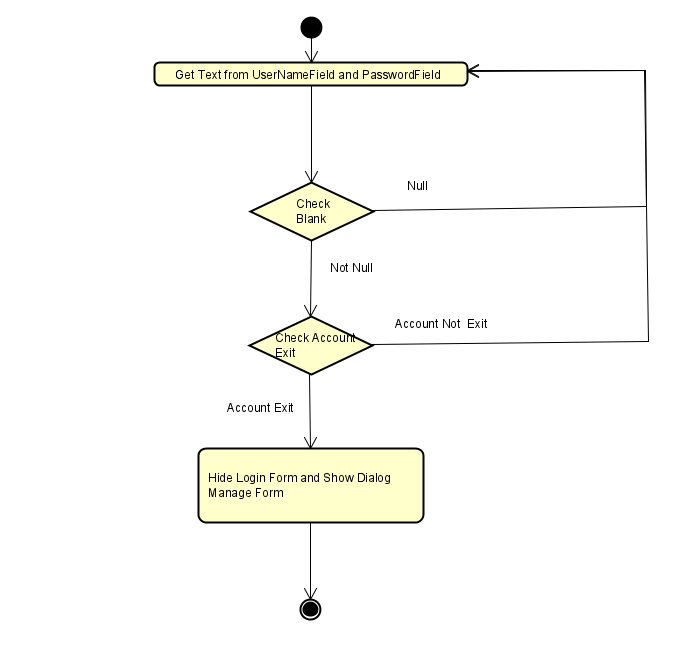 Get Text from UserNameField and PasswordField
Null
Check
Blank
Not Null
Account Not  Exit
Check Account
Exit
Account Exit
Hide Login Form and Show Dialog
Manage Form